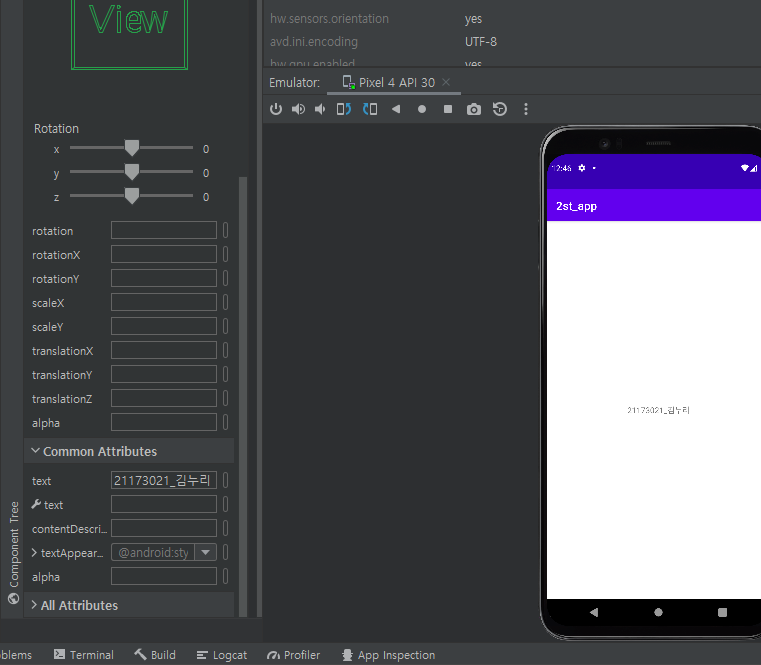 View
Rotation
x 0
y 0
z 0
rotation
rotationX
rotationY
scaleX
scaleY
translationX
translationY
translationZ
alpha
Common Attributes
text 21173021_김누리
text
contentDescri...
textAppear... @android:sty
alpha
All Attributes
Component Tree
hw.sensors.orientation yes
avd.ini.encoding UTF-8
hw.gpu.enabled yes
Emulator: Pixel 4 API 30
12:46
2st_app
21173021_김누리
blems Terminal Build Logcat Profiler App Inspection